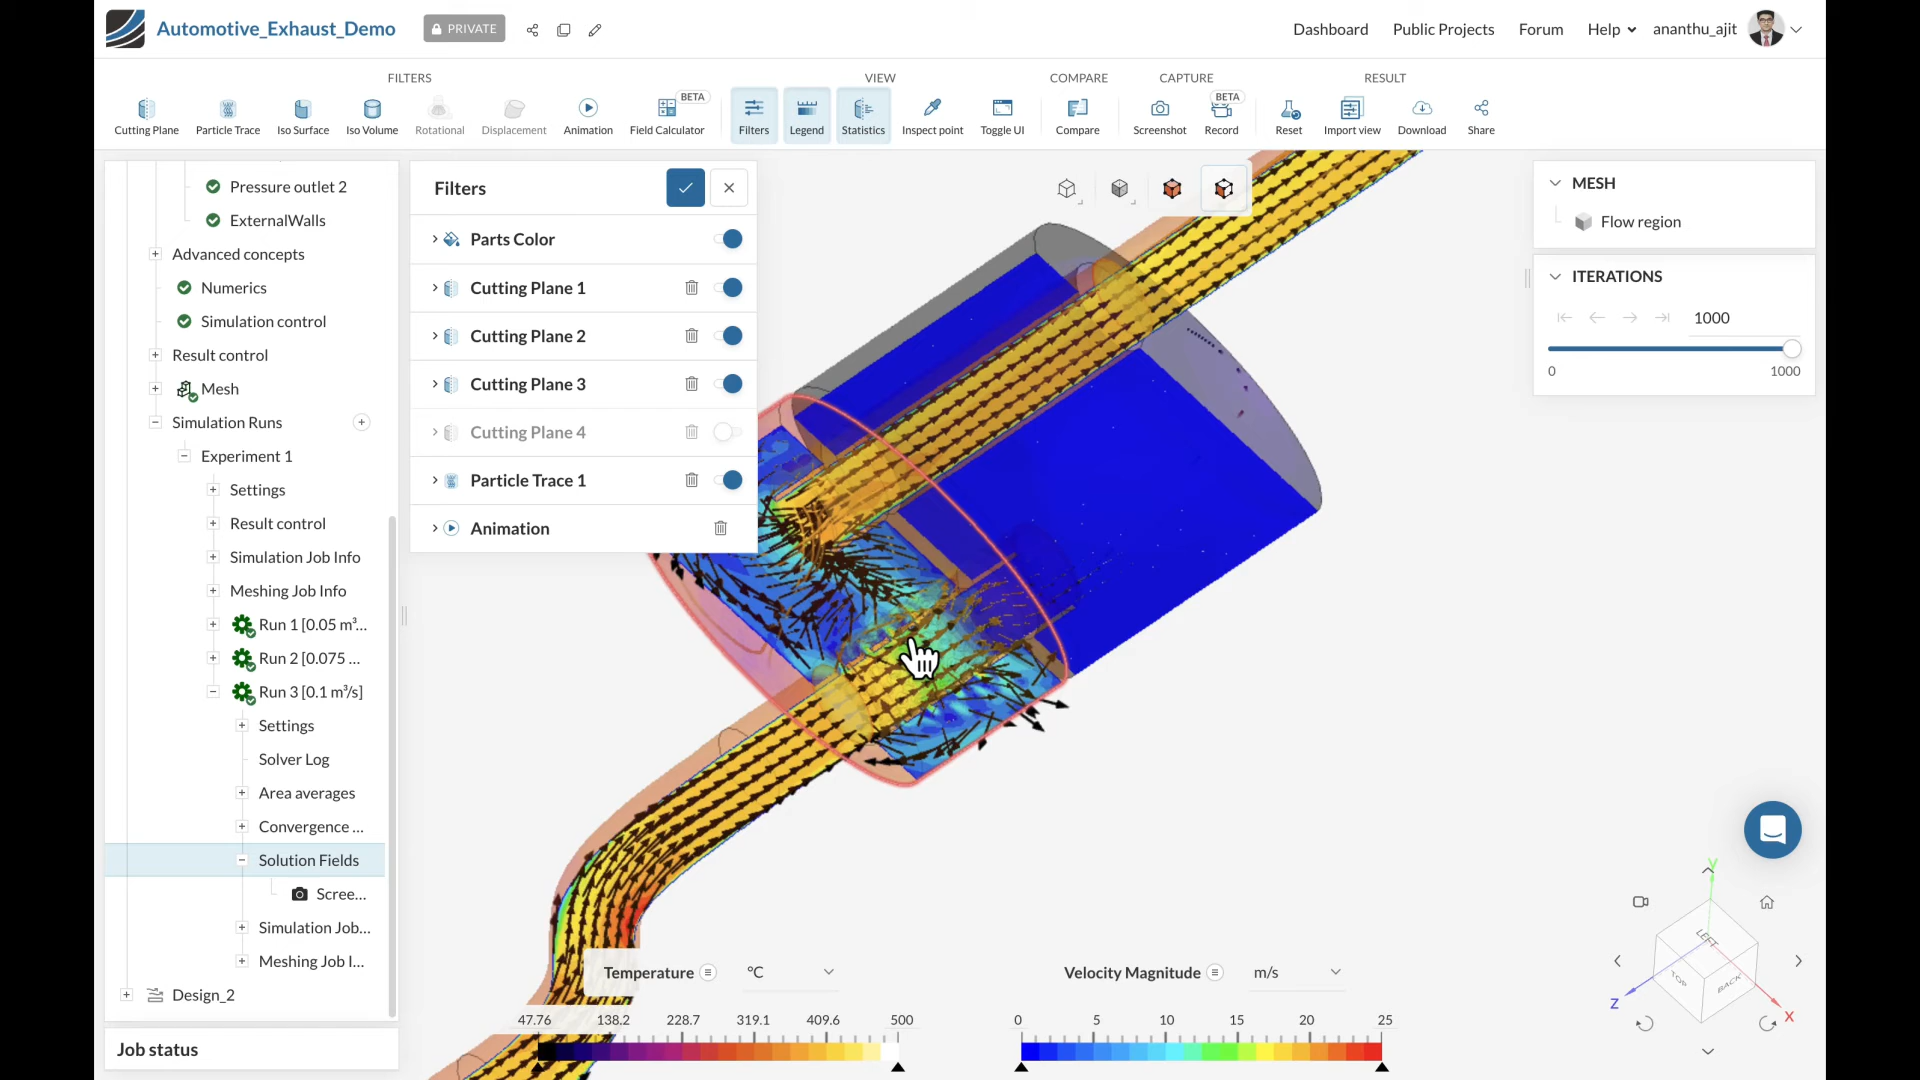 Automotive_Exhaust_Demo
PRIVATE
Dashboard
Public Projects
Forum
Help
ananthu_ajit
FILTERS
VIEW
COMPARE
CAPTURE
RESULT
BETA
BETA
Cutting Plane
Particle Trace
Iso Surface
Iso Volume
Rotational
Displacement
Animation
Field Calculator
Filters
Legend
Statistics
Inspect point
Toggle UI
Compare
Screenshot
Record
Reset
Import view
Download
Share
Pressure outlet 2
ExternalWalls
Advanced concepts
Numerics
Simulation control
Result control
Mesh
Simulation Runs
Experiment 1
Settings
Result control
Simulation Job Info
Meshing Job Info
Run 1 [0.05 m³...
Run 2 [0.075 ...
Run 3 [0.1 m³/s]
Settings
Solver Log
Area averages
Convergence ...
Solution Fields
Scree...
Simulation Job...
Meshing Job I...
Design_2
Job status
Filters
Parts Color
Cutting Plane 1
Cutting Plane 2
Cutting Plane 3
Cutting Plane 4
Particle Trace 1
Animation
MESH
Flow region
ITERATIONS
1000
0
1000
Temperature
°C
47.76
138.2
228.7
319.1
409.6
500
Velocity Magnitude
m/s
0
5
10
15
20
25
Y
LEFT
TOP
BACK
Z
X